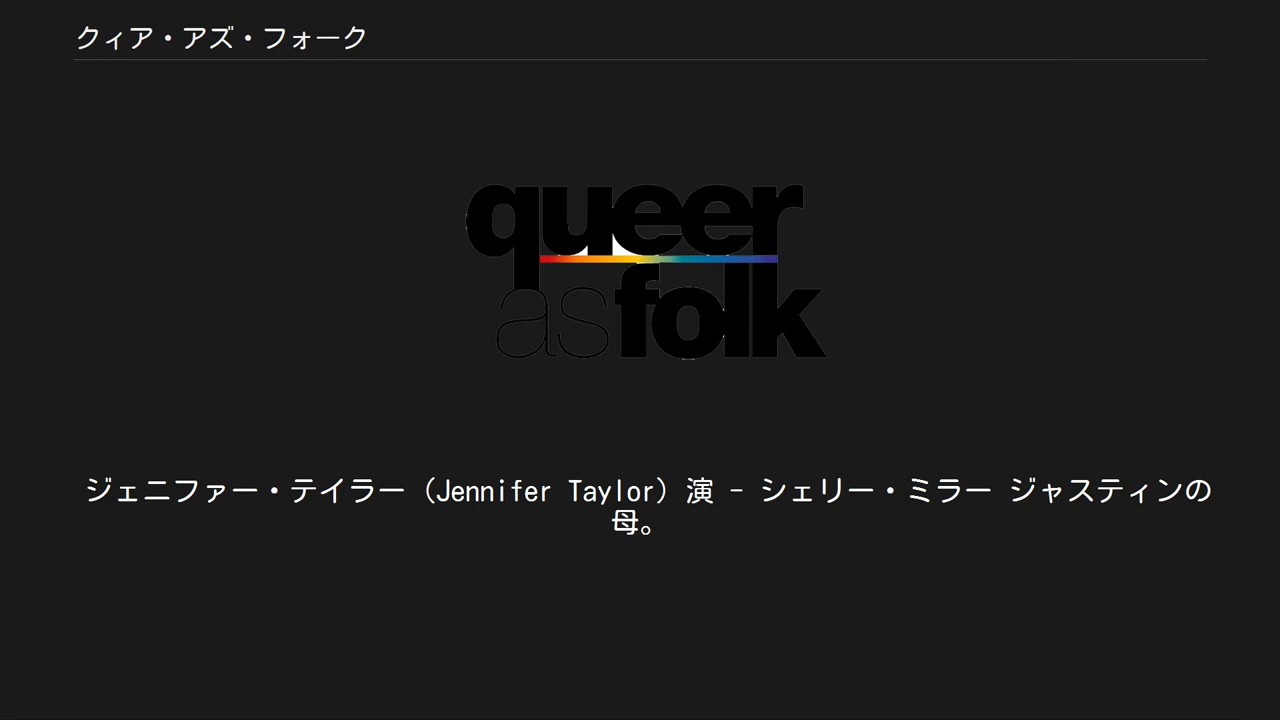 クィア・アズ・フォーク
queer
as folk
ジェニファー・テイラー（Jennifer Taylor）演 - シェリー・ミラー ジャスティンの
母。